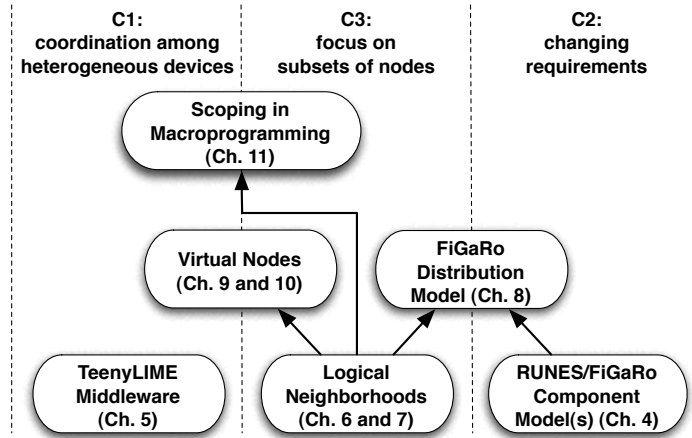 C1:
coordination among
heterogeneous devices
C3:
focus on
subsets of nodes
C2:
changing
requirements
Scoping in
Macroprogramming
(Ch. 11)
Virtual Nodes
(Ch. 9 and 10)
FiGaRo
Distribution
Model (Ch. 8)
TeenyLIME
Middleware
(Ch. 5)
Logical
Neighborhoods
(Ch. 6 and 7)
RUNES/FiGaRo
Component
Model(s) (Ch. 4)